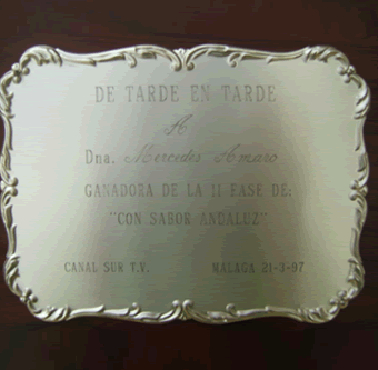 DE TARDE EN TARDE
A
Dna. Mercedes Amaro
GANADORA DE LA II FASE DE:
"CON SABOR ANDALUZ"
CANAL SUR T.V. MALAGA 21-3-97